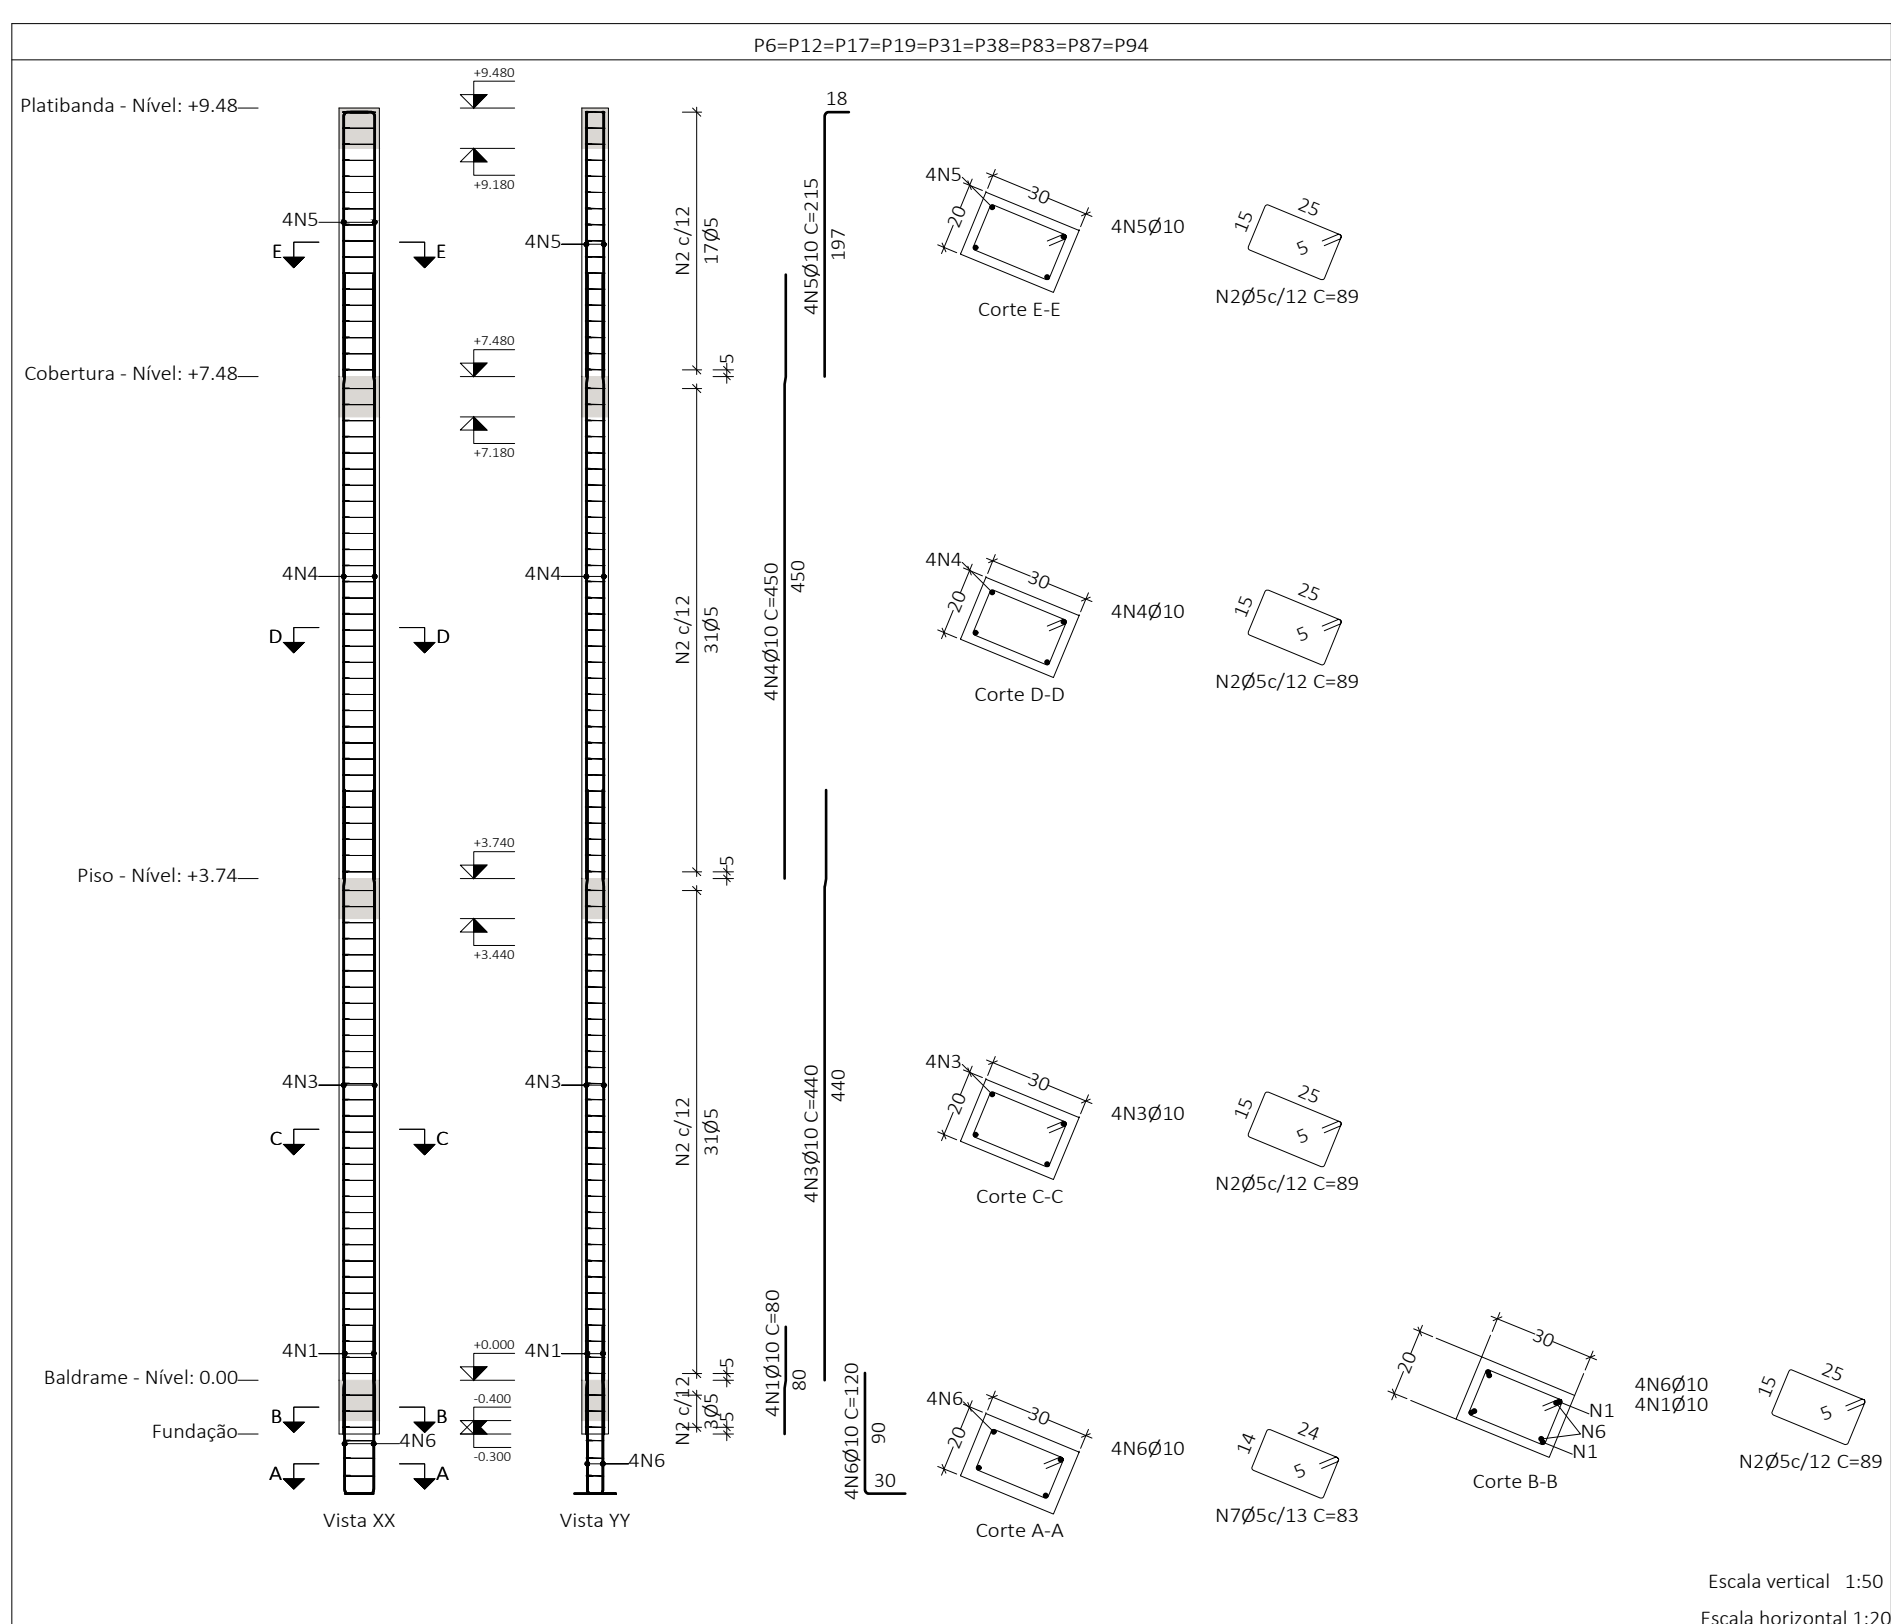 P6=P12=P17=P19=P31=P38=P83=P87=P94
Platibanda - Nível: +9.48
+9.480
+9.180
18
4N5
4N5
E
E
N2 c/12
17Ø5
5
4N5Ø10 C=215
197
4N5
30
20
4N5Ø10
Corte E-E
25
15
5
N2Ø5c/12 C=89
Cobertura - Nível: +7.48
+7.480
+7.180
4N4
4N4
D
D
N2 c/12
31Ø5
5
4N4Ø10 C=450
450
4N4
30
20
4N4Ø10
Corte D-D
25
15
5
N2Ø5c/12 C=89
Piso - Nível: +3.74
+3.740
+3.440
4N3
4N3
C
C
N2 c/12
31Ø5
5
4N3Ø10 C=440
440
4N3
30
20
4N3Ø10
Corte C-C
25
15
5
N2Ø5c/12 C=89
4N1
4N1
Baldrame - Nível: 0.00
+0.000
-0.400
-0.300
Fundação
B
B
4N6
4N6
A
A
N2 c/12
3Ø5
5
4N1Ø10 C=80
80
4N6Ø10 C=120
90
30
4N6
30
20
4N6Ø10
Corte A-A
24
14
5
N7Ø5c/13 C=83
30
20
4N6Ø10
4N1Ø10
N1
N6
N1
Corte B-B
25
15
5
N2Ø5c/12 C=89
Vista XX
Vista YY
Escala vertical 1:50
Escala horizontal 1:20